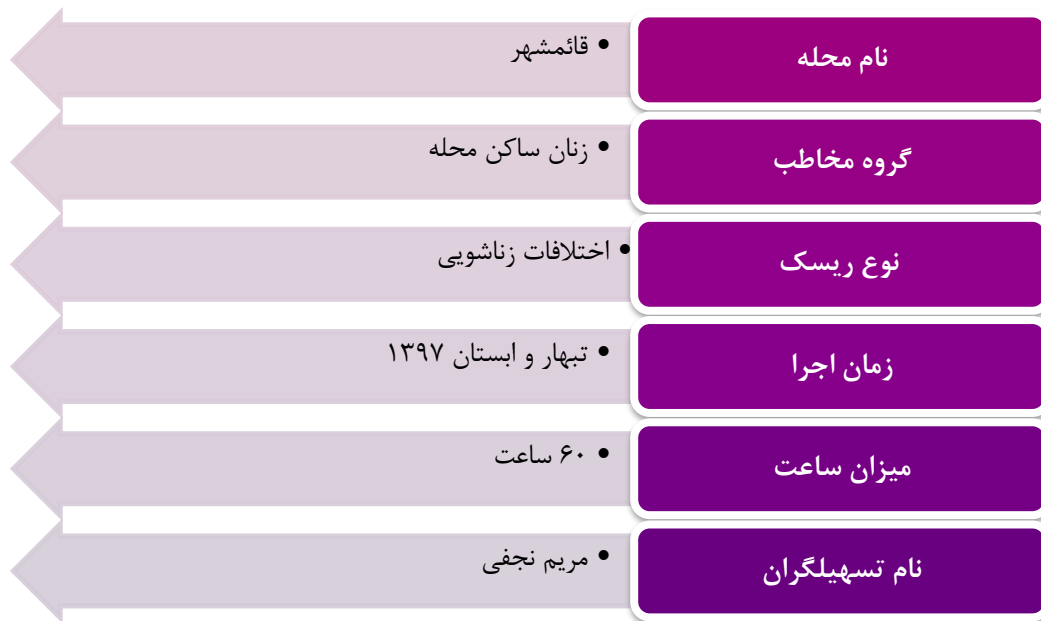 نام محله
• قائمشهر
گروه مخاطب
• زنان ساکن محله
نوع ریسک
• اختلافات زناشویی
زمان اجرا
• تبهار و ابستان ۱۳۹۷
میزان ساعت
• ۶۰ ساعت
نام تسهیلگران
• مریم نجفی